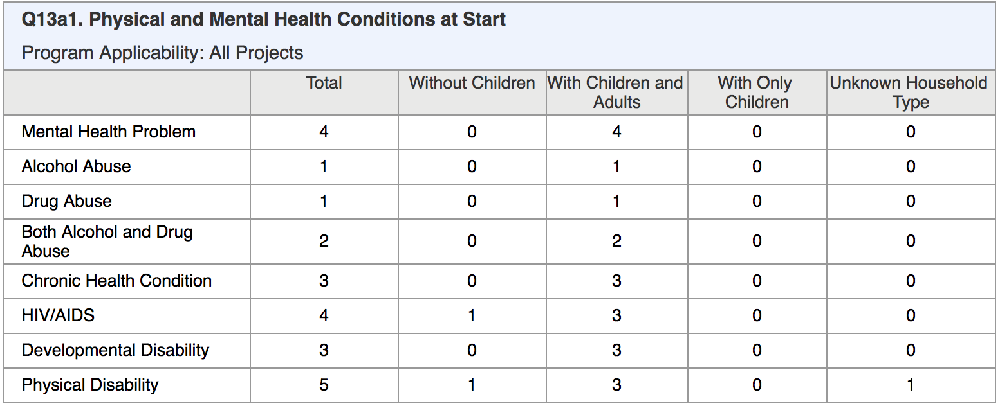 Q13a1. Physical and Mental Health Conditions at Start
Program Applicability: All Projects
Total Without Children With Children and Adults With Only Children Unknown Household Type
Mental Health Problem 4 0 4 0 0
Alcohol Abuse 1 0 1 0 0
Drug Abuse 1 0 1 0 0
Both Alcohol and Drug Abuse 2 0 2 0 0
Chronic Health Condition 3 0 3 0 0
HIV/AIDS 4 1 3 0 0
Developmental Disability 3 0 3 0 0
Physical Disability 5 1 3 0 1